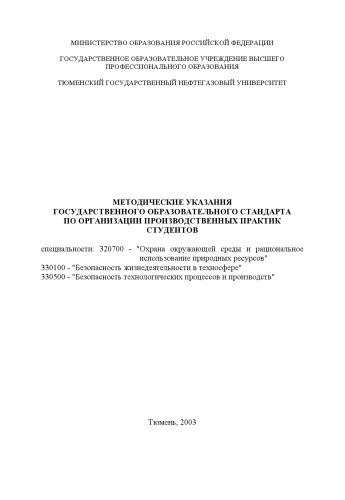 МИНИСТЕРСТВО ОБРАЗОВАНИЯ РОССИЙСКОЙ ФЕДЕРАЦИИ
ГОСУДАРСТВЕННОЕ ОБРАЗОВАТЕЛЬНОЕ УЧРЕЖДЕНИЕ ВЫСШЕГО
ПРОФЕССИОНАЛЬНОГО ОБРАЗОВАНИЯ
ТЮМЕНСКИЙ ГОСУДАРСТВЕННЫЙ НЕФТЕГАЗОВЫЙ УНИВЕРСИТЕТ
МЕТОДИЧЕСКИЕ УКАЗАНИЯ
ГОСУДАРСТВЕННОГО ОБРАЗОВАТЕЛЬНОГО СТАНДАРТА
ПО ОРГАНИЗАЦИИ ПРОИЗВОДСТВЕННЫХ ПРАКТИК
СТУДЕНТОВ
специальности: 320700 - "Охрана окружающей среды и рациональное
использование природных ресурсов"
330100 - "Безопасность жизнедеятельности в техносфере"
330500 - "Безопасность технологических процессов и производств"
Тюмень, 2003